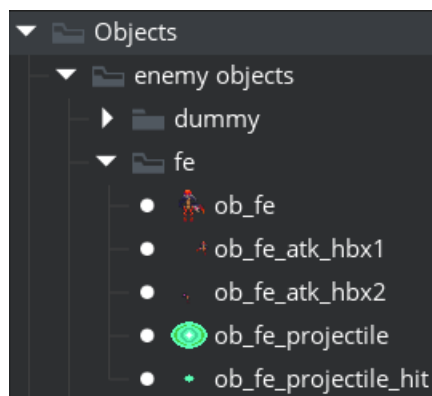 Objects
enemy objects
dummy
fe
ob_fe
ob_fe_atk_hbx1
ob_fe_atk_hbx2
ob_fe_projectile
ob_fe_projectile_hit